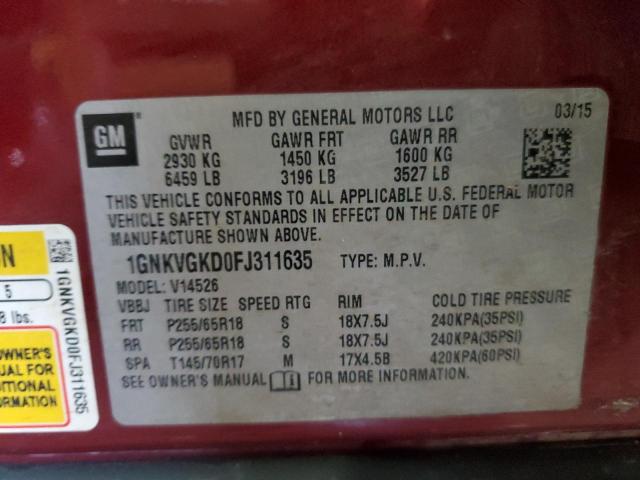 GM
MFD BY GENERAL MOTORS LLC
03/15
GVWR GAWR FRT GAWR RR
2930 KG 1450 KG 1600 KG
6459 LB 3196 LB 3527 LB
THIS VEHICLE CONFORMS TO ALL APPLICABLE U.S. FEDERAL MOTOR
VEHICLE SAFETY STANDARDS IN EFFECT ON THE DATE OF
MANUFACTURE SHOWN ABOVE.
1GNKVGKD0FJ311635 TYPE: M.P.V.
MODEL: V14526
VBBJ TIRE SIZE SPEED RTG RIM COLD TIRE PRESSURE
FRT P255/65R18 S 18X7.5J 240KPA(35PSI)
RR P255/65R18 S 18X7.5J 240KPA(35PSI)
SPA T145/70R17 M 17X4.5B 420KPA(60PSI)
SEE OWNER'S MANUAL i FOR MORE INFORMATION.
5
lbs.
OWNER'S
FOR
INFORMATION
1GNKVGKD0FJ311635